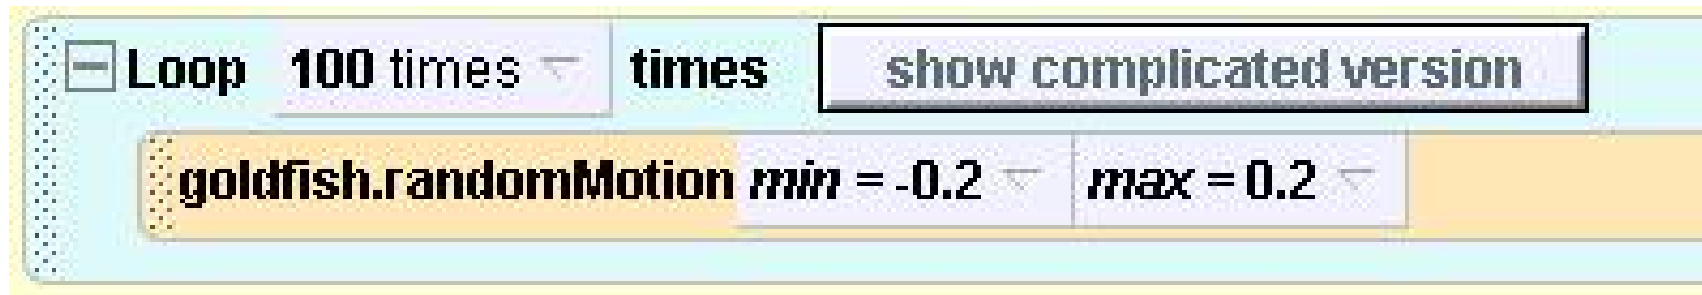 Loop 100 times times show complicated version
goldfish.randomMotion min = -0.2 max = 0.2